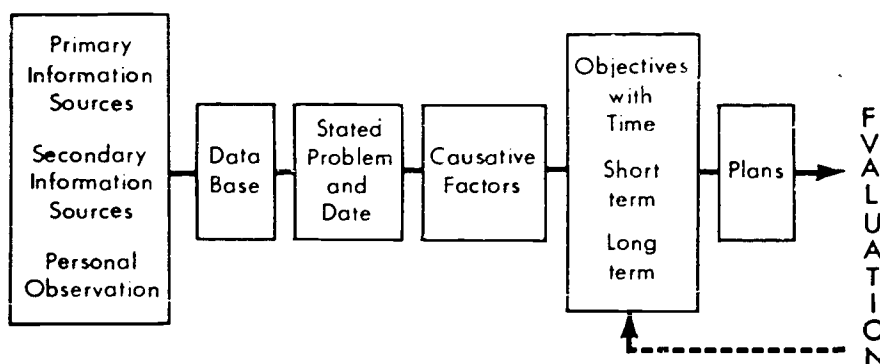 Primary
Information
Sources
Secondary
Information
Sources
Personal
Observation
Data
Base
Stated
Problem
and
Date
Causative
Factors
Objectives
with
Time
Short
term
Long
term
Plans
FVALUATION